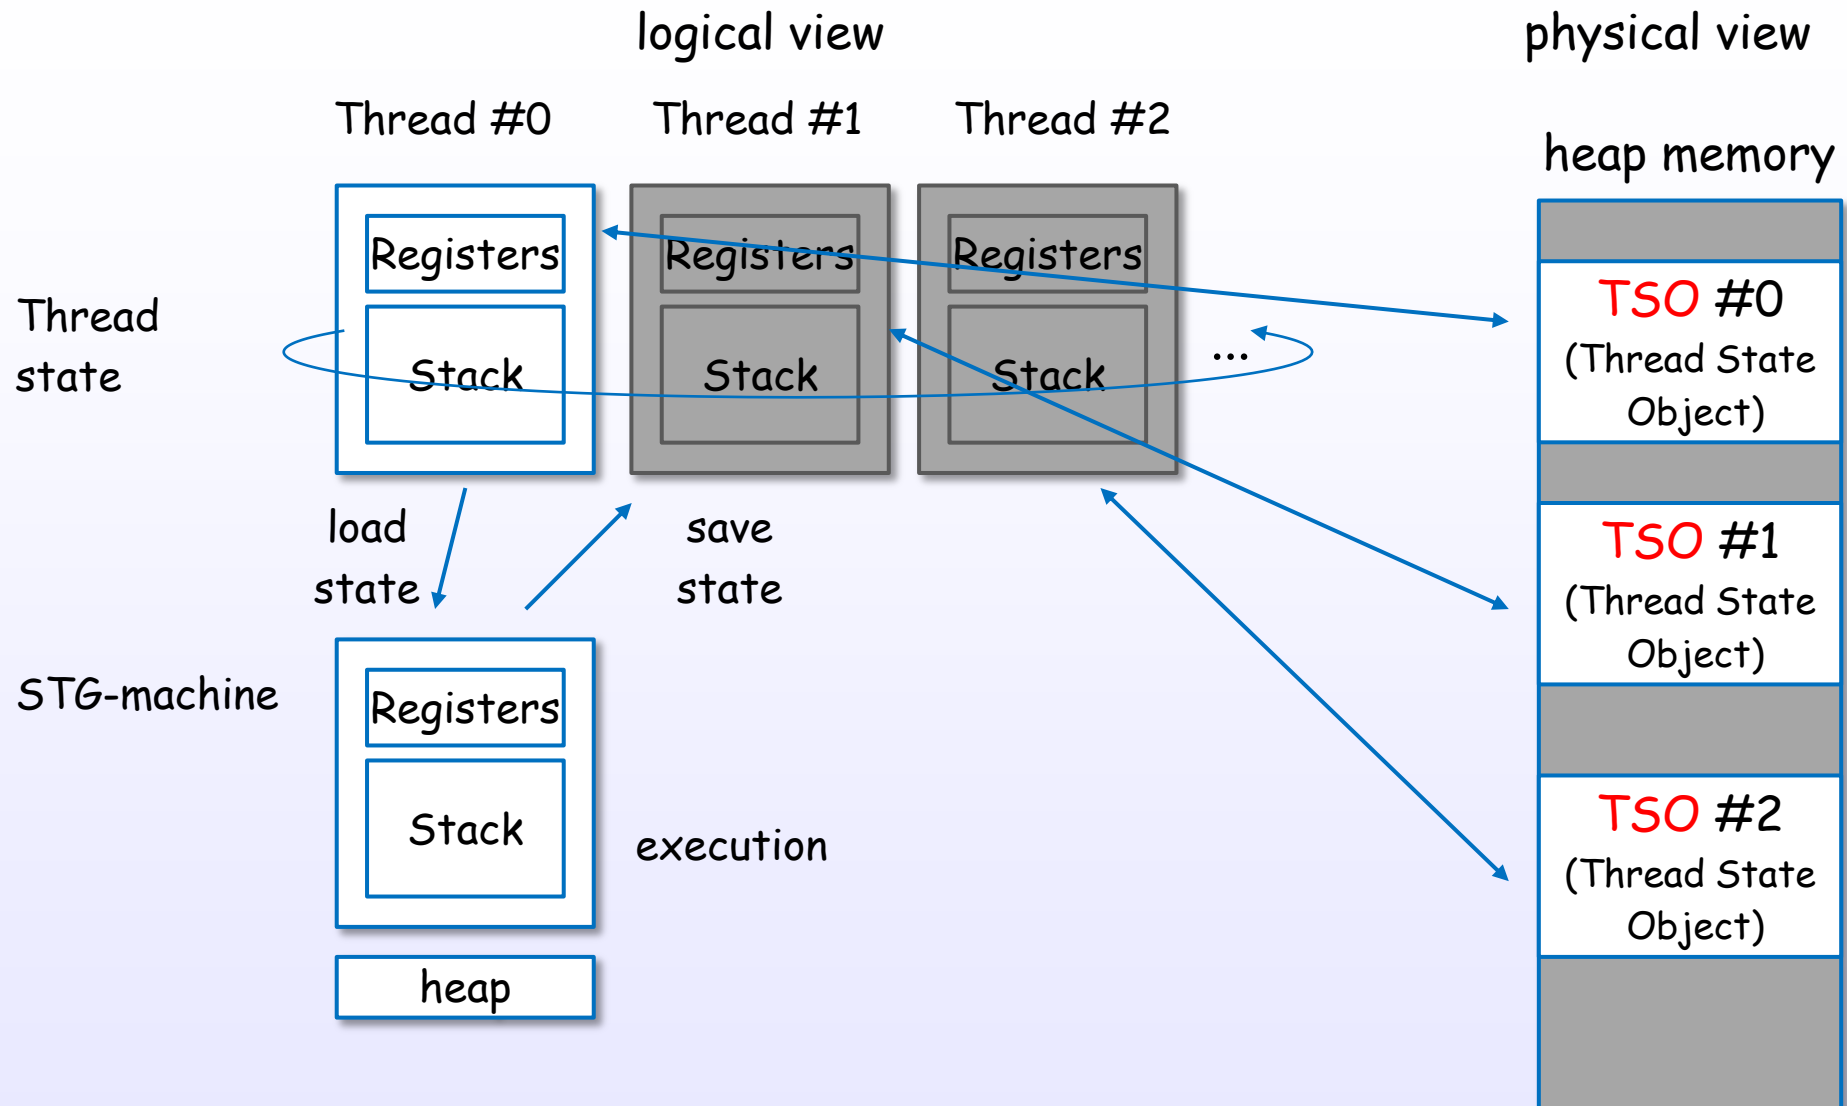 logical view
physical view
Thread #0
Thread #1
Thread #2
heap memory
Registers
Registers
Registers
Thread
state
Stack
Stack
Stack
...
TSO #0
(Thread State
Object)
load
state
save
state
TSO #1
(Thread State
Object)
STG-machine
Registers
Stack
execution
TSO #2
(Thread State
Object)
heap